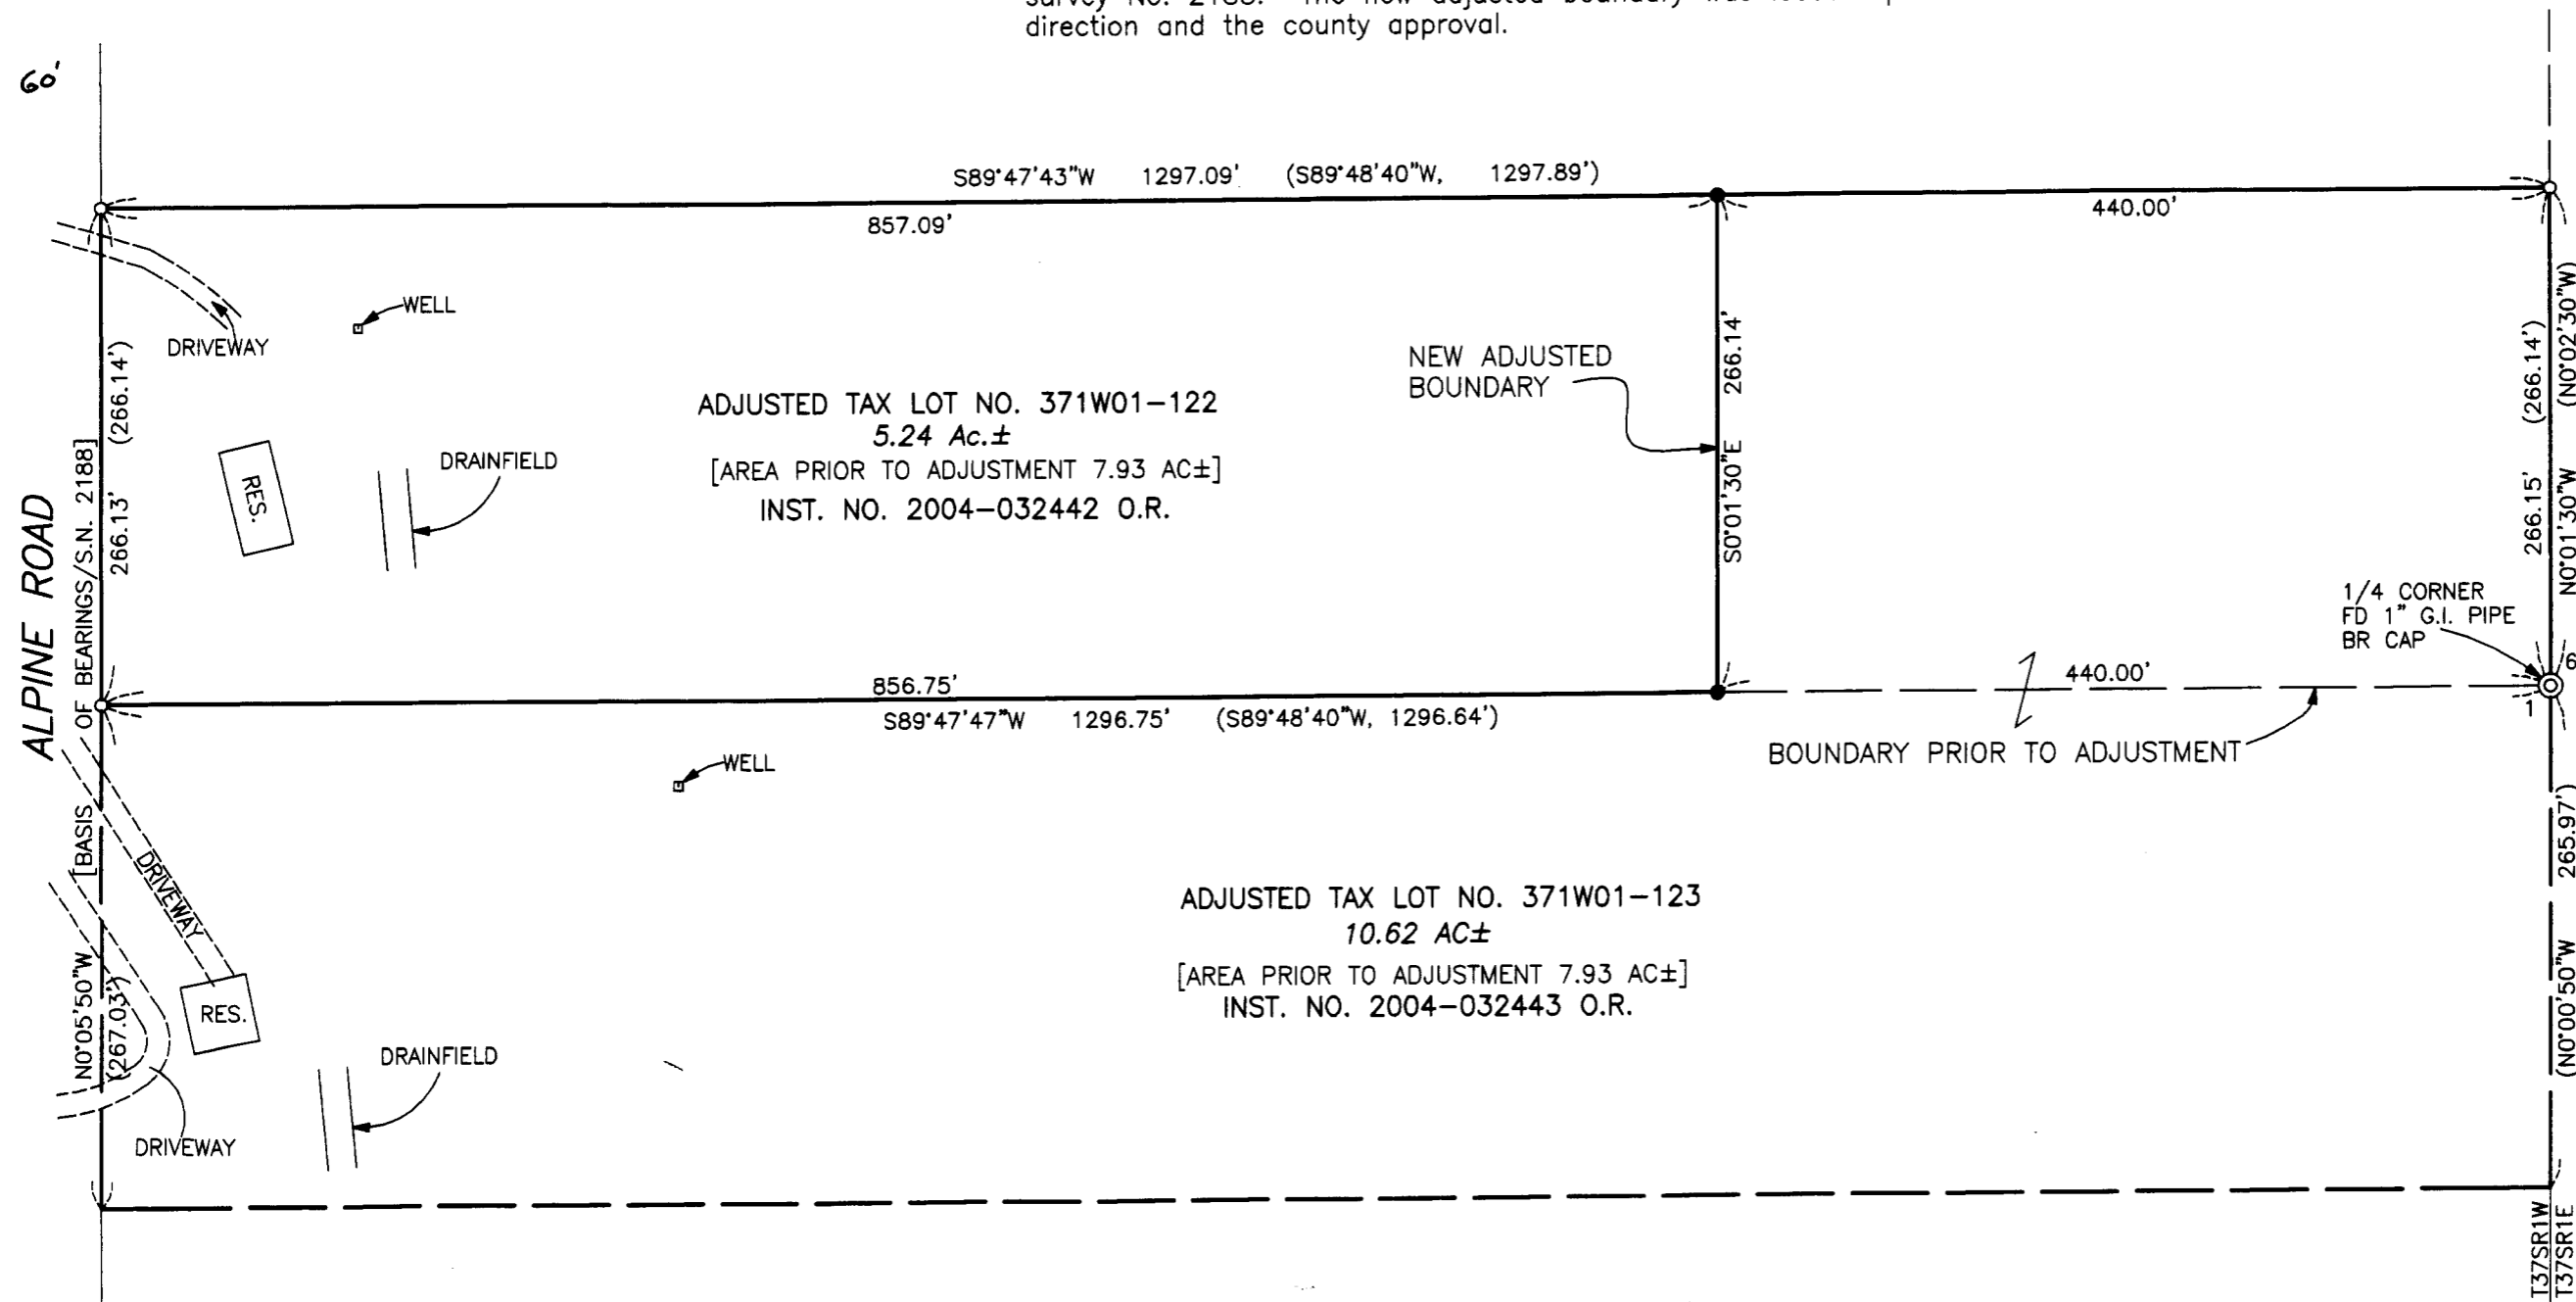 direction and the county approval.
60'
S89°47'43"W 1297.09' (S89°48'40"W, 1297.89')
857.09'
440.00'
WELL
DRIVEWAY
(266.14')
266.13'
RES.
DRAINFIELD
ADJUSTED TAX LOT NO. 371W01-122
5.24 Ac.±
[AREA PRIOR TO ADJUSTMENT 7.93 AC±]
INST. NO. 2004-032442 O.R.
NEW ADJUSTED
BOUNDARY
266.14'
S0°01'30"E
(266.14')
266.15'
(N0°02'30"W)
N0°01'30"W
ALPINE ROAD
[BASIS OF BEARINGS/S.N. 2188]
1/4 CORNER
FD 1" G.I. PIPE
BR CAP
6
1
856.75'
440.00'
S89°47'47"W 1296.75' (S89°48'40"W, 1296.64')
BOUNDARY PRIOR TO ADJUSTMENT
WELL
DRIVEWAY
N0°05'50"W
(267.03')
RES.
DRAINFIELD
DRIVEWAY
ADJUSTED TAX LOT NO. 371W01-123
10.62 AC±
[AREA PRIOR TO ADJUSTMENT 7.93 AC±]
INST. NO. 2004-032443 O.R.
(N0°00'50"W 265.97')
T37SR1W
T37SR1E